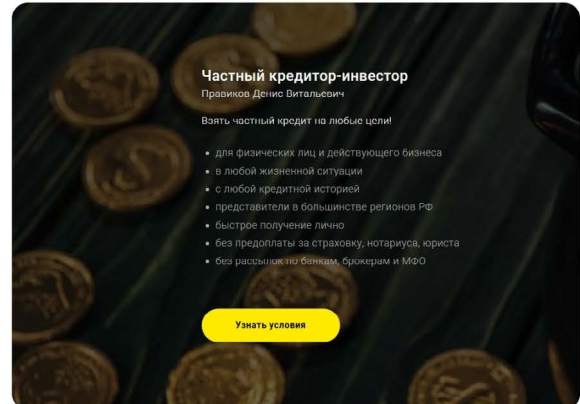 Частный кредитор-инвестор
Правиков Денис Витальевич
Взять частный кредит на любые цели!
• для физических лиц и действующего бизнеса
• в любой жизненной ситуации
• с любой кредитной историей
• представители в большинстве регионов РФ
• быстрое получение лично
• без предоплаты за страховку, нотариуса, юриста
• без рассылок по банкам, брокерам и МФО
Узнать условия